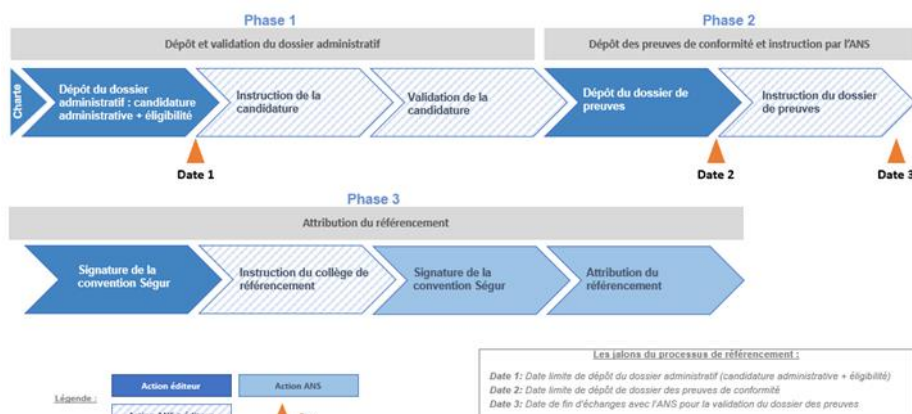 Phase 1
Phase 2
Dépôt et validation du dossier administratif
Dépôt des preuves de conformité et instruction par l'ANS
Charte
Dépôt du dossier
administratif : candidature
administrative + éligibilité
Instruction de la
candidature
Validation de la
candidature
Dépôt du dossier de
preuves
Instruction du dossier
de preuves
Date 1
Date 2
Date 3
Phase 3
Attribution du référencement
Signature de la
convention Ségur
Instruction du collège de
référencement
Signature de la
convention Ségur
Attribution du
référencement
Légende :
Action éditeur
Action ANS
Les jalons du processus de référencement :
Date 1: Date limite de dépôt du dossier administratif (candidature administrative + éligibilité)
Date 2: Date limite de dépôt de dossier des preuves de conformité
Date 3: Date de fin d'échanges avec l'ANS pour la validation du dossier des preuves